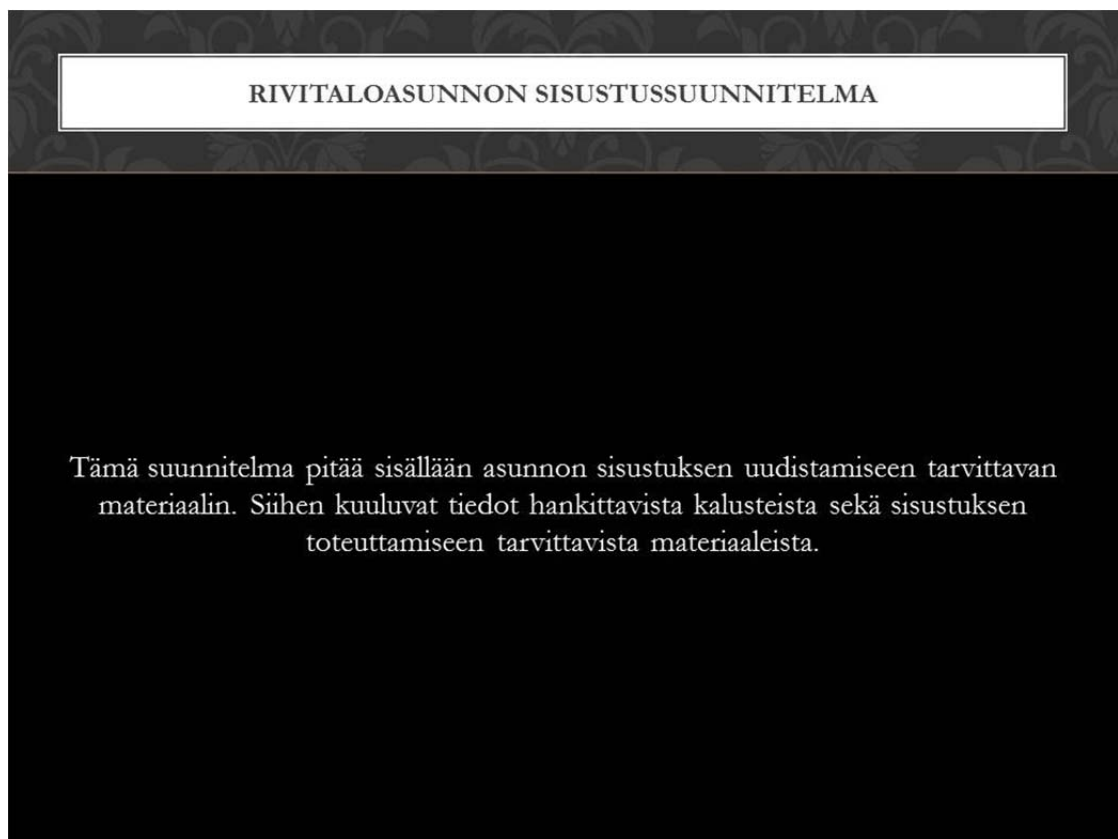 RIVITALOASUNNON SISUSTUSSUUNNITELMA
Tämä suunnitelma pitää sisällään asunnon sisustuksen uudistamiseen tarvittavan
materiaalin. Siihen kuuluvat tiedot hankittavista kalusteista sekä sisustuksen
toteuttamiseen tarvittavista materiaaleista.